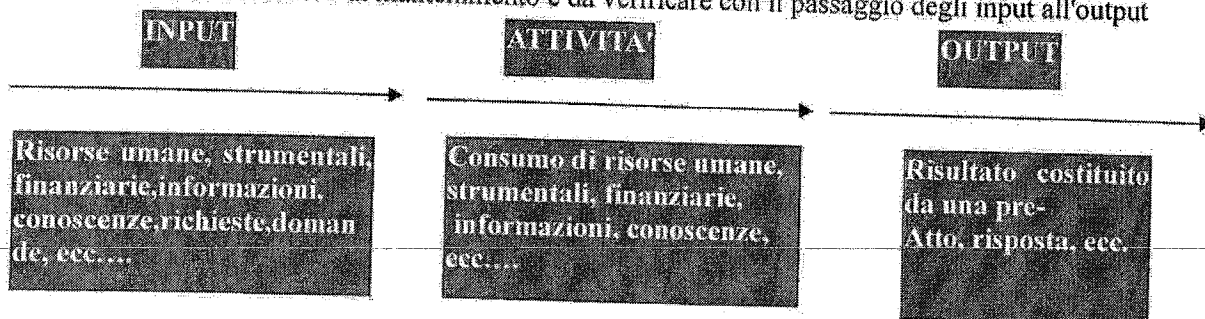 mantenimento e da verificare con il passaggio degli input all'output
INPUT
ATTIVITA'
OUTPUT
Risorse umane, strumentali,
finanziarie,informazioni,
conoscenze,richieste,doman
de, ecc....
Consumo di risorse umane,
strumentali, finanziarie,
informazioni, conoscenze,
ecc....
Risultato costituito
da una pre-
Atto, risposta, ecc.